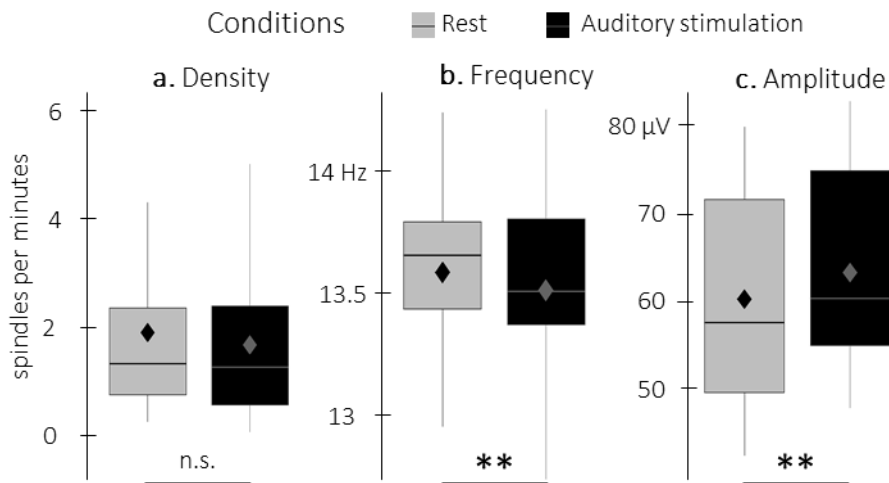 Conditions Rest Auditory stimulation
a. Density
b. Frequency
c. Amplitude
spindles per minutes
6
4
2
0
n.s.
14 Hz
13.5
13
**
80 µV
70
60
50
**